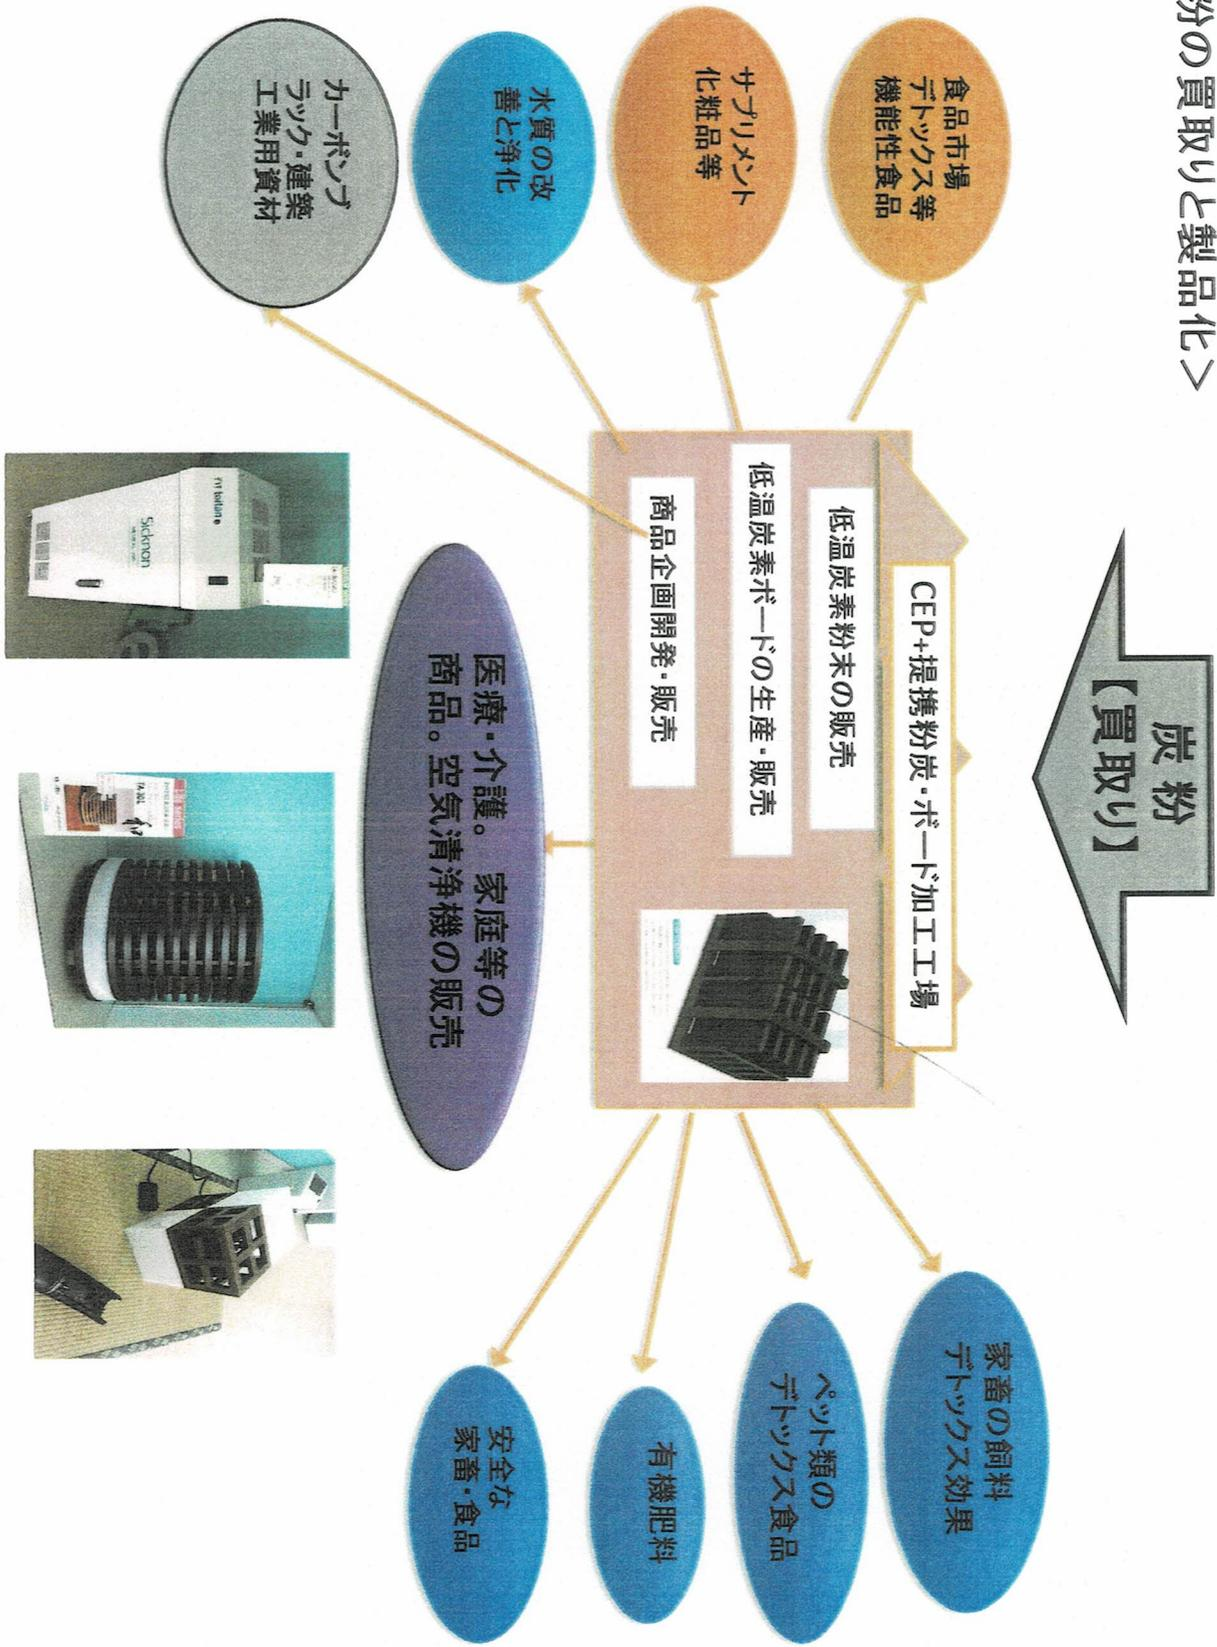 粉の買取りと製品化＞
炭 粉
【買取り】
CEP+提携粉炭・ボード加工工場
低温炭素粉末の販売
低温炭素ボードの生産・販売
商品企画開発・販売
食品市場
デトックス等
機能性食品
サプリメント
化粧品等
水質の改
善と浄化
カーボンブ
ラック・建築
工業用資材
家畜の飼料
デトックス効果
ペット類の
デトックス食品
有機肥料
安全な
家畜・食品
医療・介護。家庭等の
商品。空気清浄機の販売
Sicknon